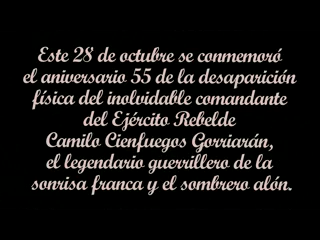 Este 28 de octubre se conmemoró
el aniversario 55 de la desaparición
física del inolvidable comandante
del Ejército Rebelde
Camilo Cienfuegos Gorriarán,
el legendario guerrillero de la
sonrisa franca y el sombrero alón.